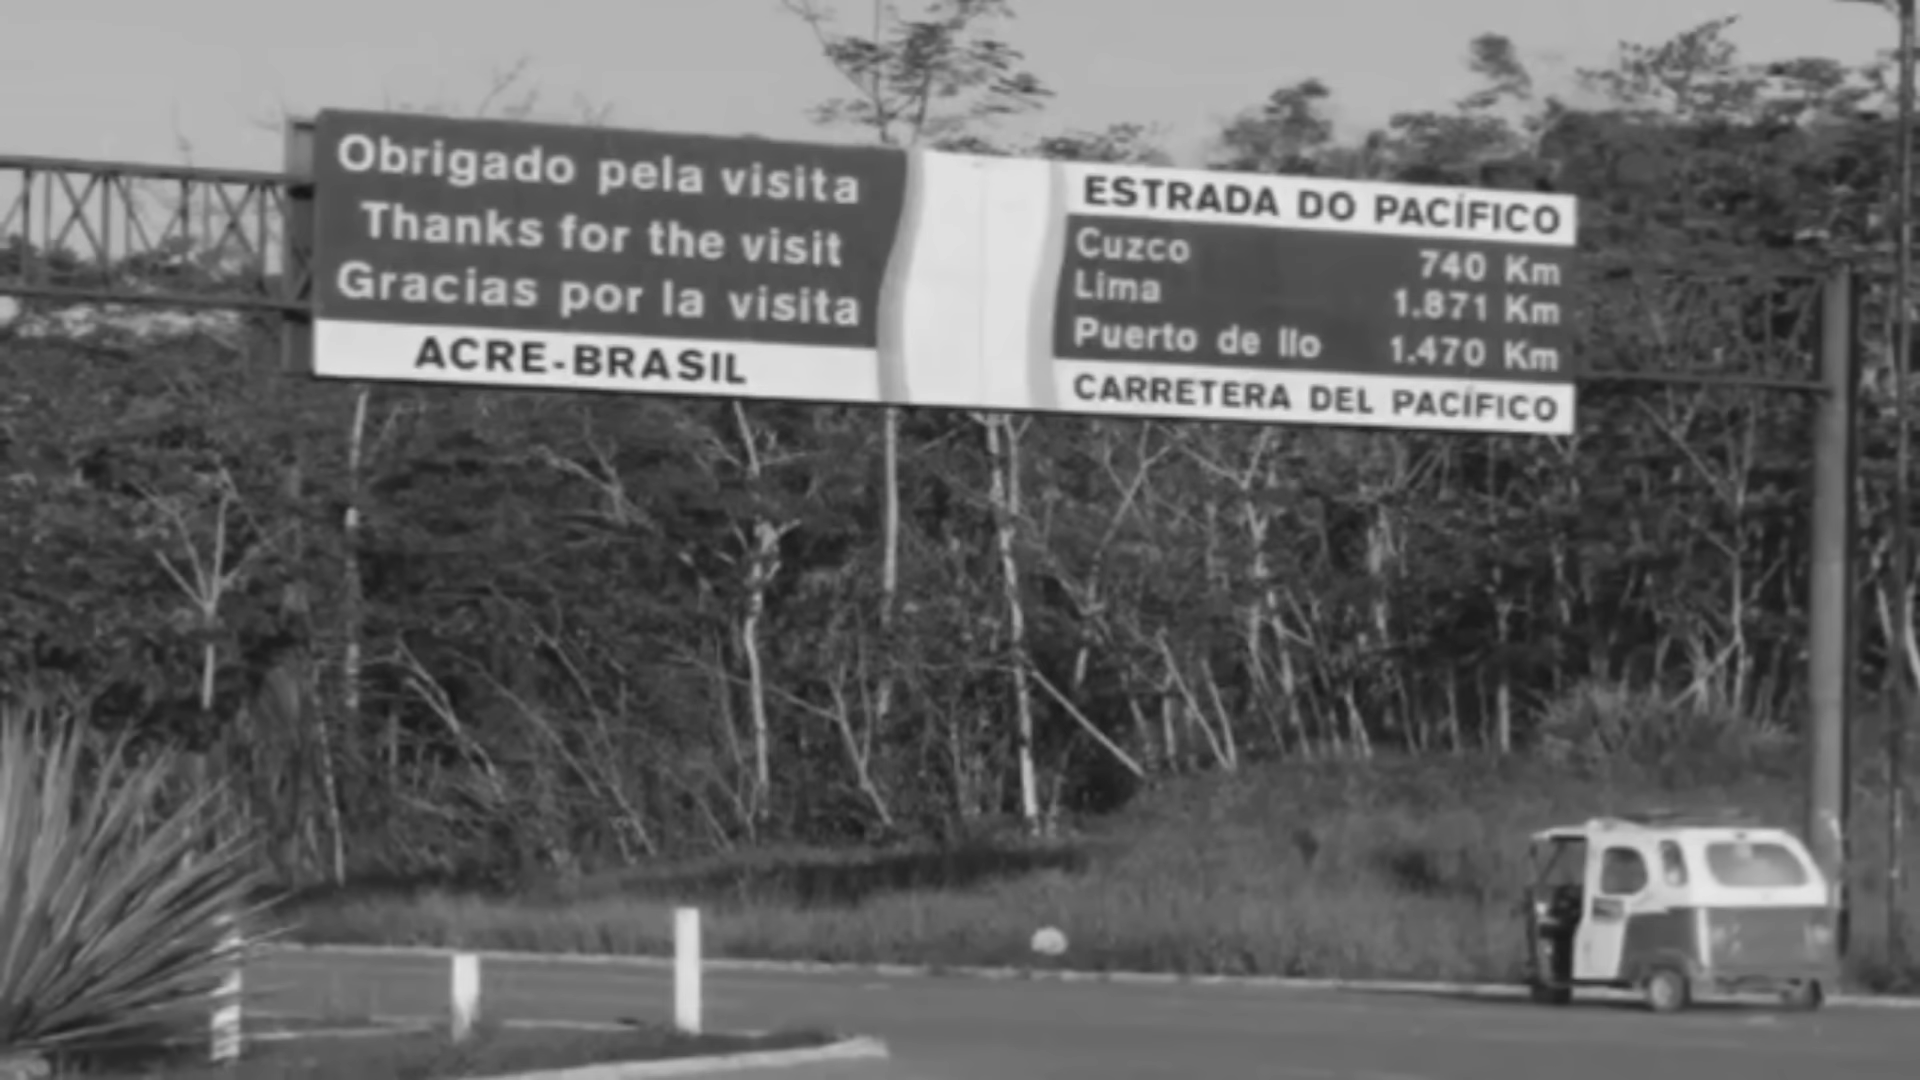 Obrigado pela visita
Thanks for the visit
Gracias por la visita
ACRE-BRASIL
ESTRADA DO PACÍFICO
Cuzco 740 Km
Lima 1.871 Km
Puerto de Ilo 1.470 Km
CARRETERA DEL PACÍFICO